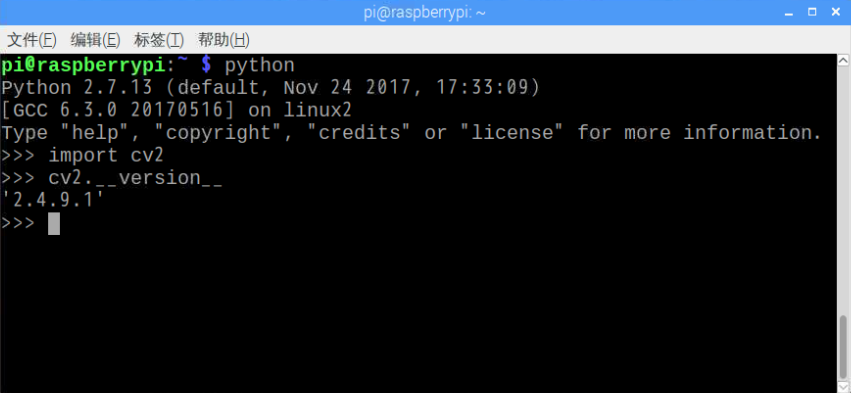 pi@raspberrypi: ~
文件(F) 编辑(E) 标签(T) 帮助(H)
pi@raspberrypi:~ $ python
Python 2.7.13 (default, Nov 24 2017, 17:33:09)
[GCC 6.3.0 20170516] on linux2
Type "help", "copyright", "credits" or "license" for more information.
>>> import cv2
>>> cv2.__version__
'2.4.9.1'
>>>